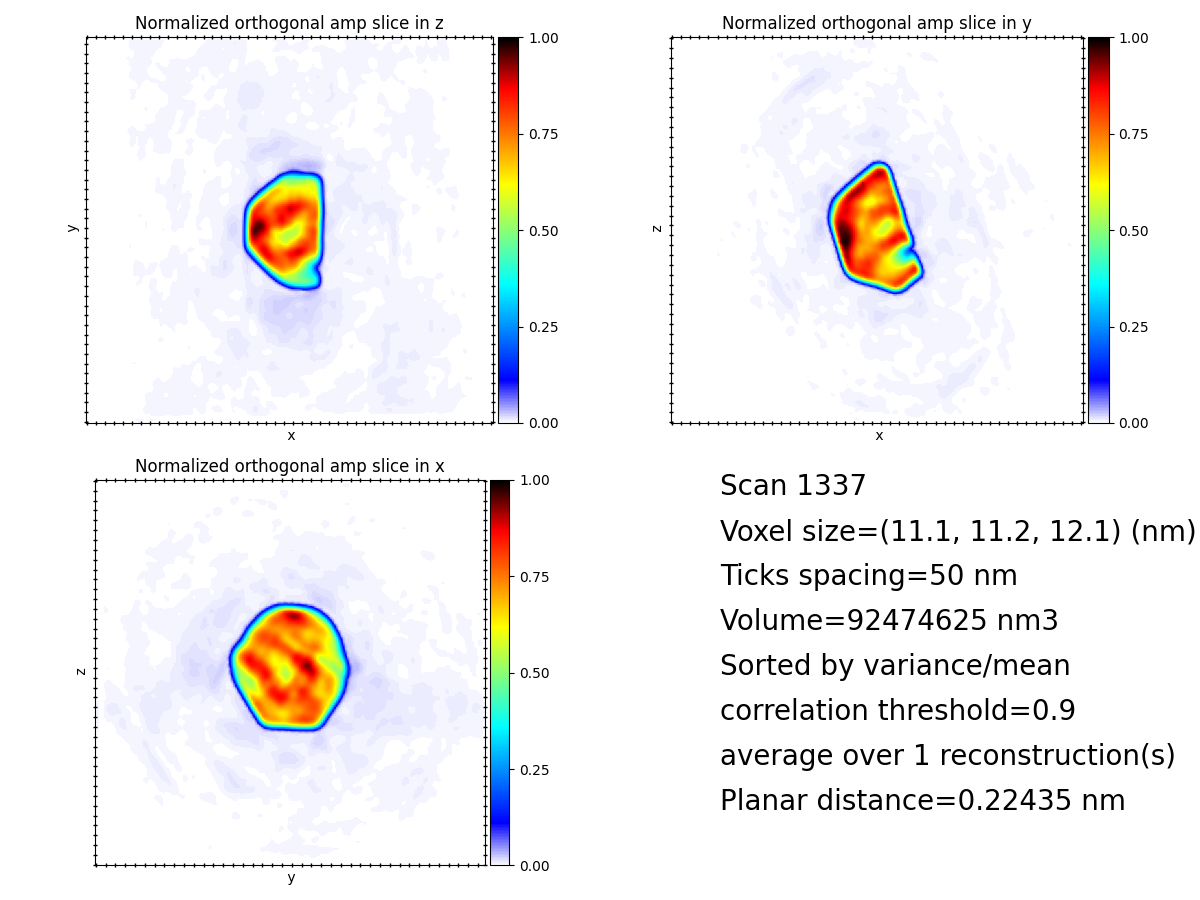 Normalized orthogonal amp slice in z
1.00
0.75
0.50
0.25
0.00
y
x
Normalized orthogonal amp slice in y
1.00
0.75
0.50
0.25
0.00
z
x
Normalized orthogonal amp slice in x
1.00
0.75
0.50
0.25
0.00
z
y
Scan 1337
Voxel size=(11.1, 11.2, 12.1) (nm)
Ticks spacing=50 nm
Volume=92474625 nm3
Sorted by variance/mean
correlation threshold=0.9
average over 1 reconstruction(s)
Planar distance=0.22435 nm